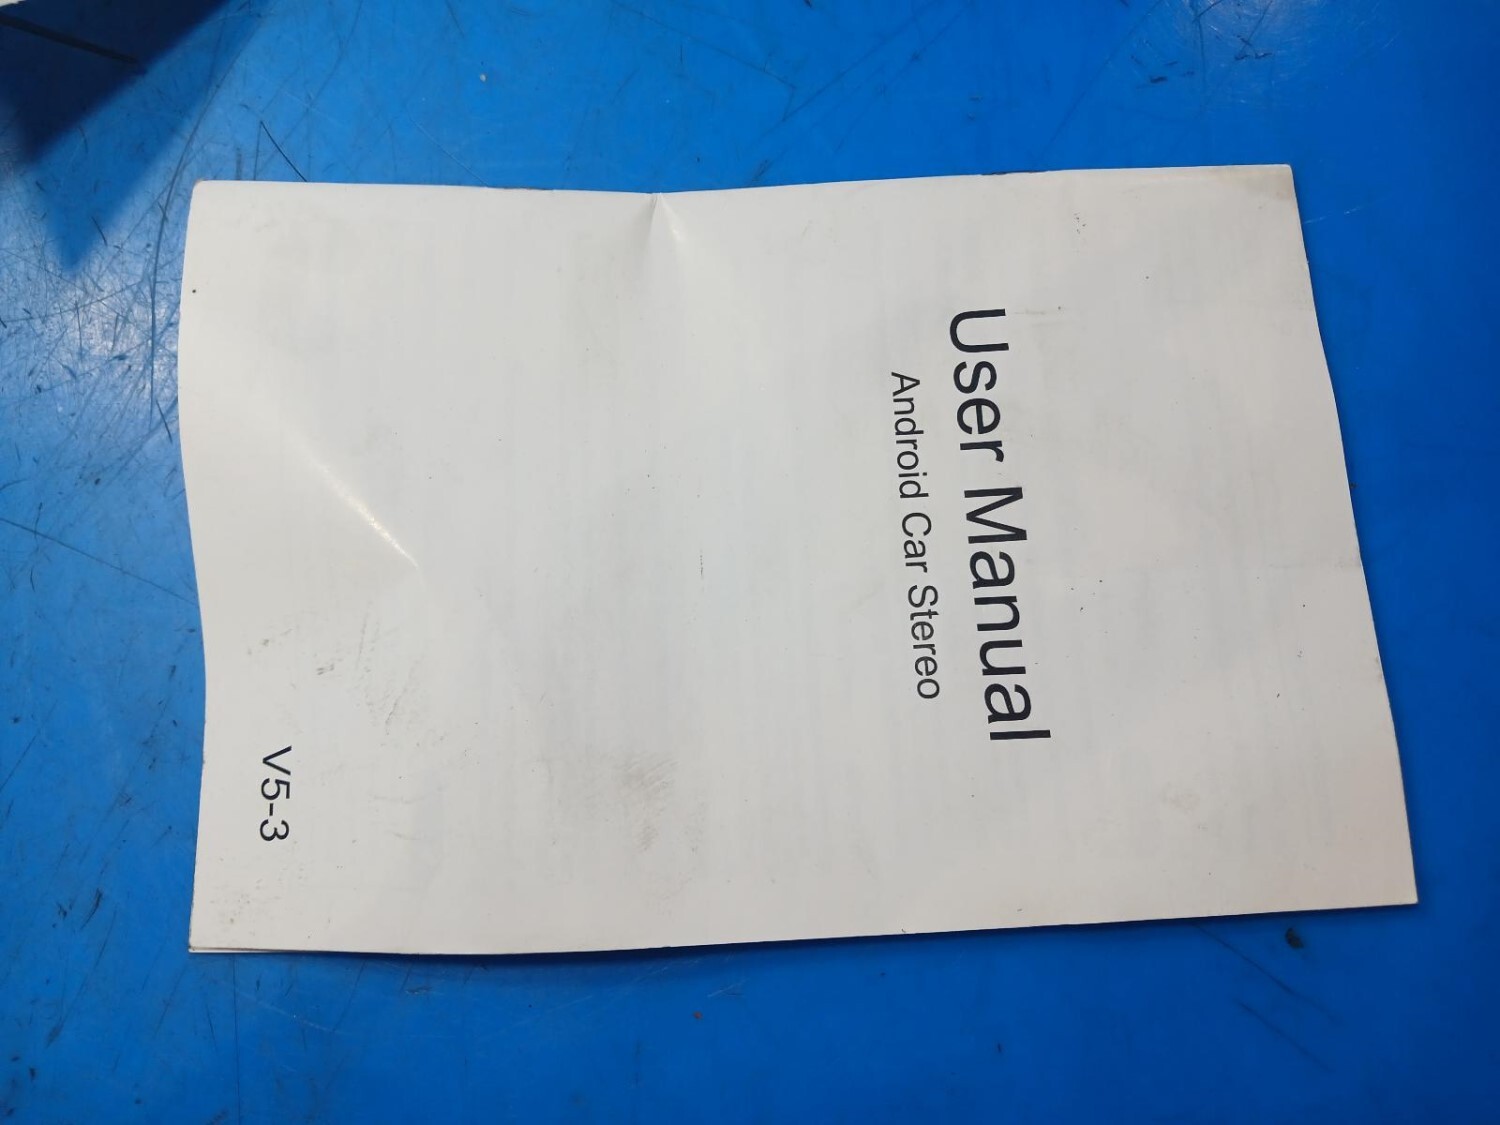 User Manual
Android Car Stereo
V5-3